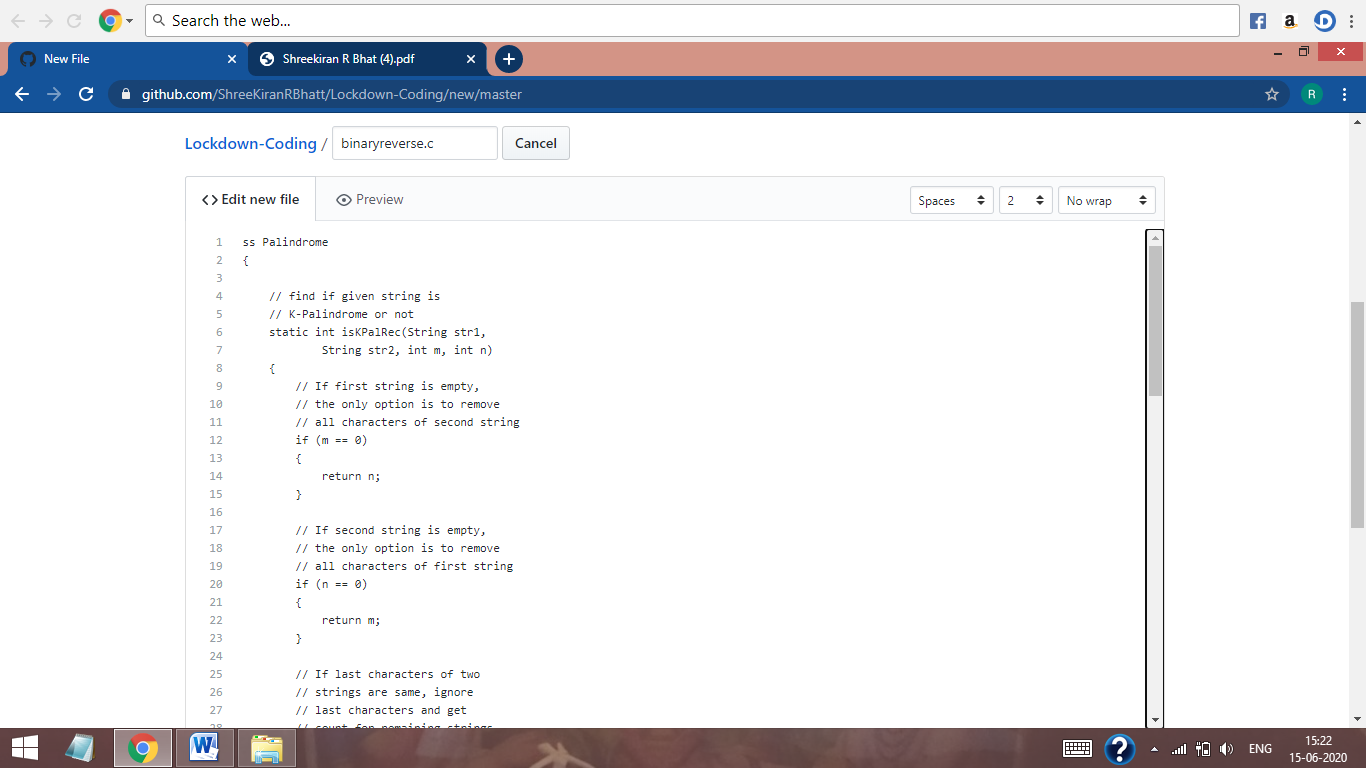 Search the web...
New File
Shreekiran R Bhat (4).pdf
github.com/ShreeKiranRBhatt/Lockdown-Coding/new/master
R
Lockdown-Coding / binaryreverse.c Cancel
<> Edit new file Preview Spaces 2 No wrap
1 ss Palindrome
2 {
3
4 // find if given string is
5 // K-Palindrome or not
6 static int isKPalRec(String str1,
7 String str2, int m, int n)
8 {
9 // If first string is empty,
10 // the only option is to remove
11 // all characters of second string
12 if (m == 0)
13 {
14 return n;
15 }
16
17 // If second string is empty,
18 // the only option is to remove
19 // all characters of first string
20 if (n == 0)
21 {
22 return m;
23 }
24
25 // If last characters of two
26 // strings are same, ignore
27 // last characters and get
28 // count for remaining strings
ENG
15:22
15-06-2020